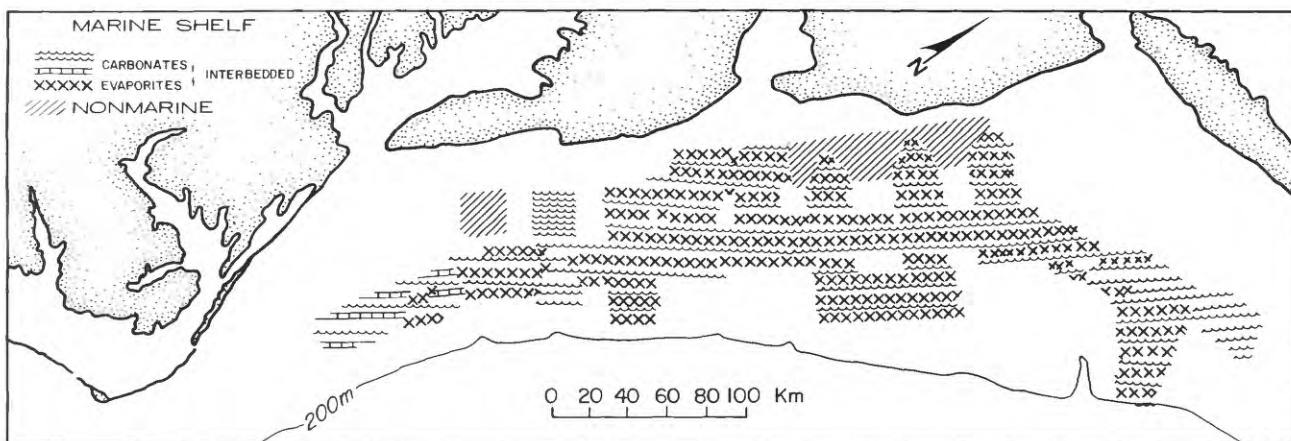 MARINE SHELF
CARBONATES
EVAPORITES
INTERBEDDED
NONMARINE
N
200m
0 20 40 60 80 100 Km